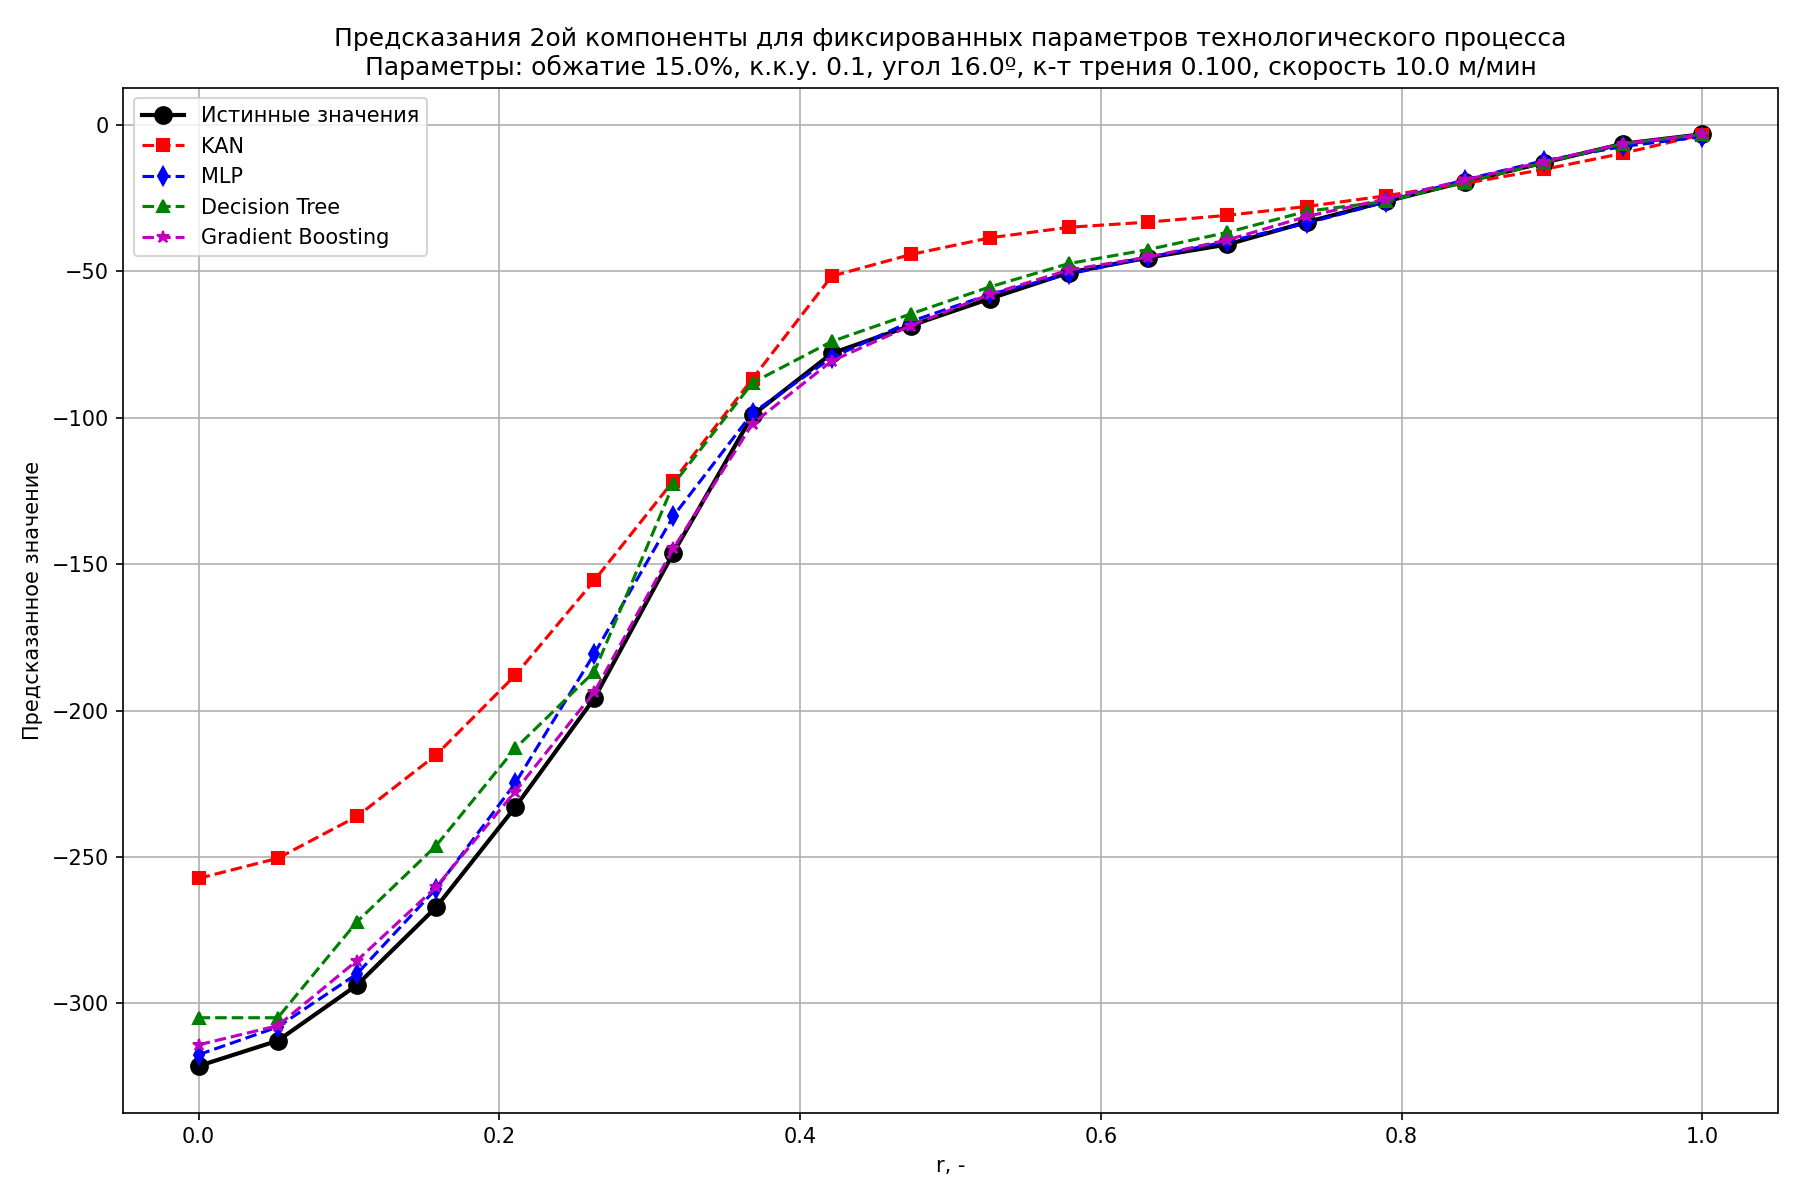 Предсказания 2ой компоненты для фиксированных параметров технологического процесса
Параметры: обжатие 15.0%, к.к.у. 0.1, угол 16.0º, к-т трения 0.100, скорость 10.0 м/мин
Истинные значения
KAN
MLP
Decision Tree
Gradient Boosting
Предсказанное значение
0
−50
−100
−150
−200
−250
−300
0.0
0.2
0.4
0.6
0.8
1.0
r, -